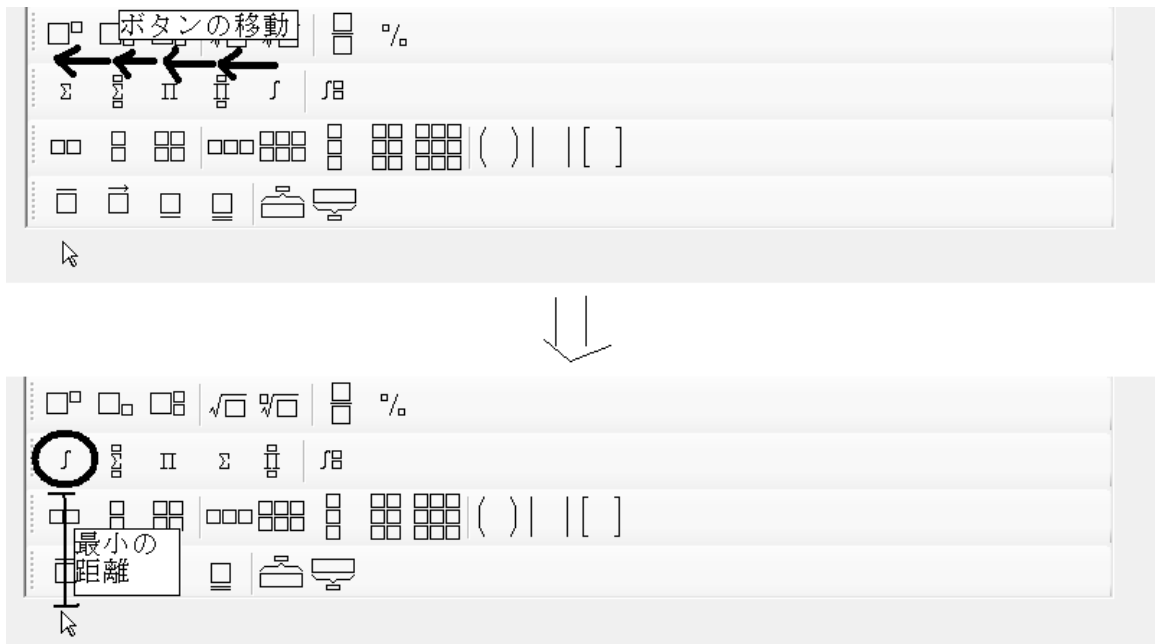 ボタンの移動
%
Σ Σ Π Π ∫ ∫
( ) | | [ ]
√ √ %
∫ Σ Π Σ Π ∫
( ) | | [ ]
最小の
距離